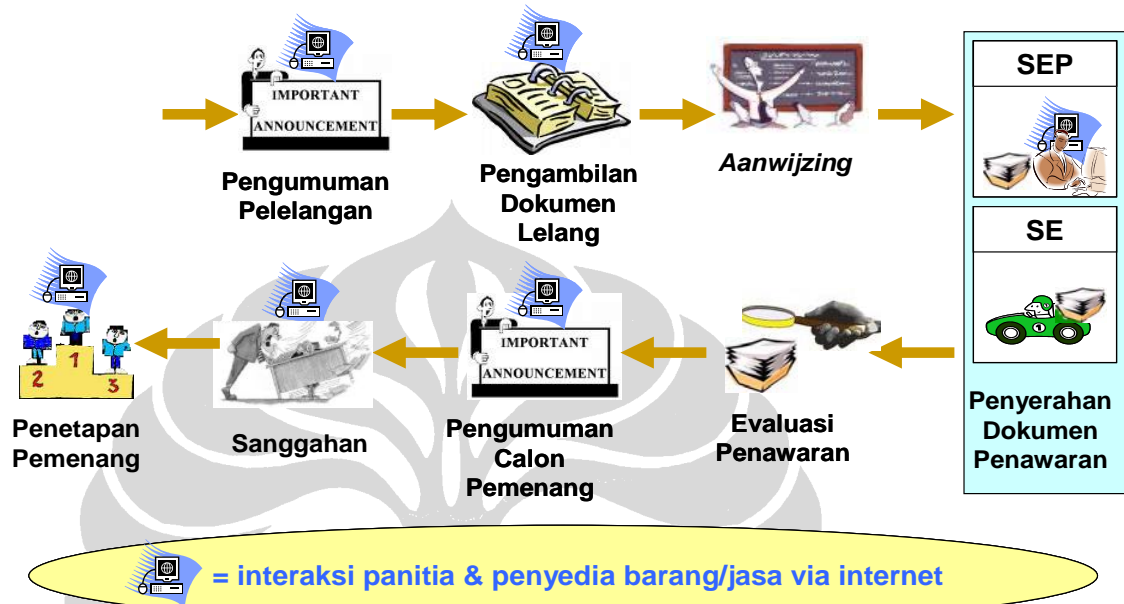 IMPORTANT
ANNOUNCEMENT
Pengumuman
Pelelangan
Pengambilan
Dokumen
Lelang
Aanwijzing
SEP
SE
1
Penyerahan
Dokumen
Penawaran
Evaluasi
Penawaran
IMPORTANT
ANNOUNCEMENT
Pengumuman
Calon
Pemenang
Sanggahan
1
2
3
Penetapan
Pemenang
= interaksi panitia & penyedia barang/jasa via internet